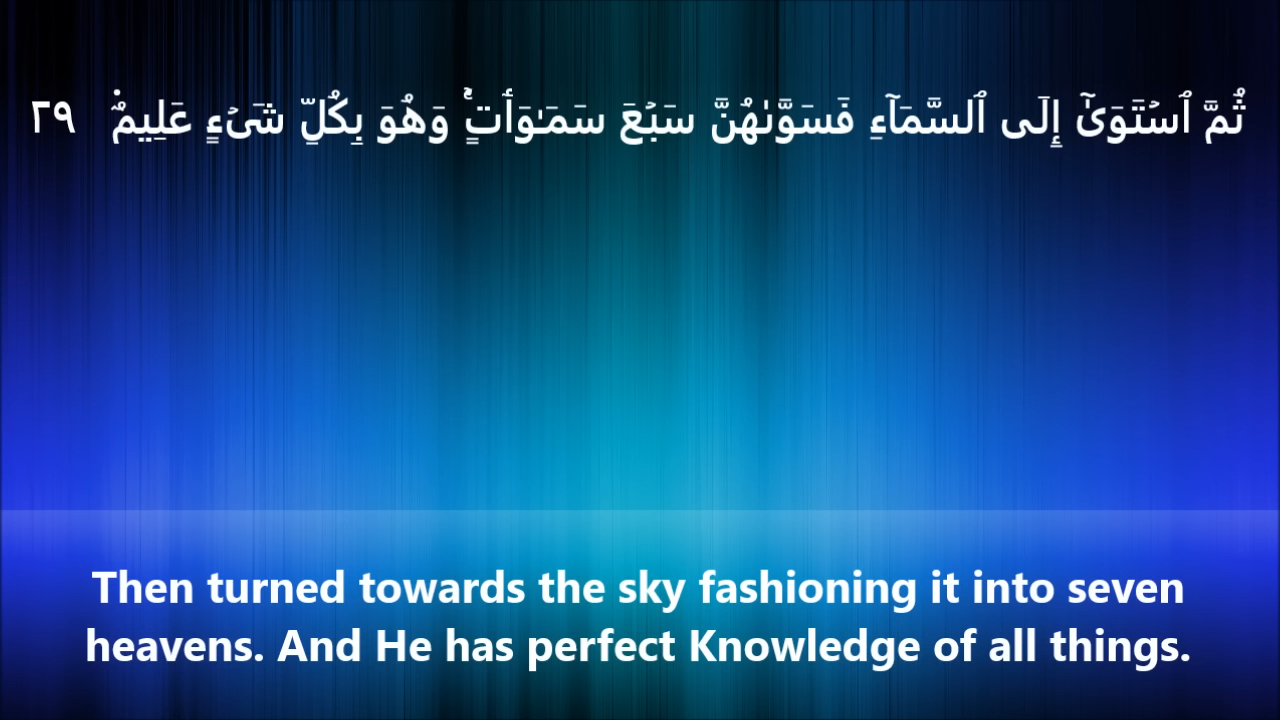 ثُمَّ ٱسۡتَوَىٰٓ إِلَى ٱلسَّمَآءِ فَسَوَّىٰهُنَّ سَبۡعَ سَمَـٰوَٲتٍ۬‌ۚ وَهُوَ بِكُلِّ شَىۡءٍ عَلِيمٌ۬ ٢٩
Then turned towards the sky fashioning it into seven
heavens. And He has perfect Knowledge of all things.